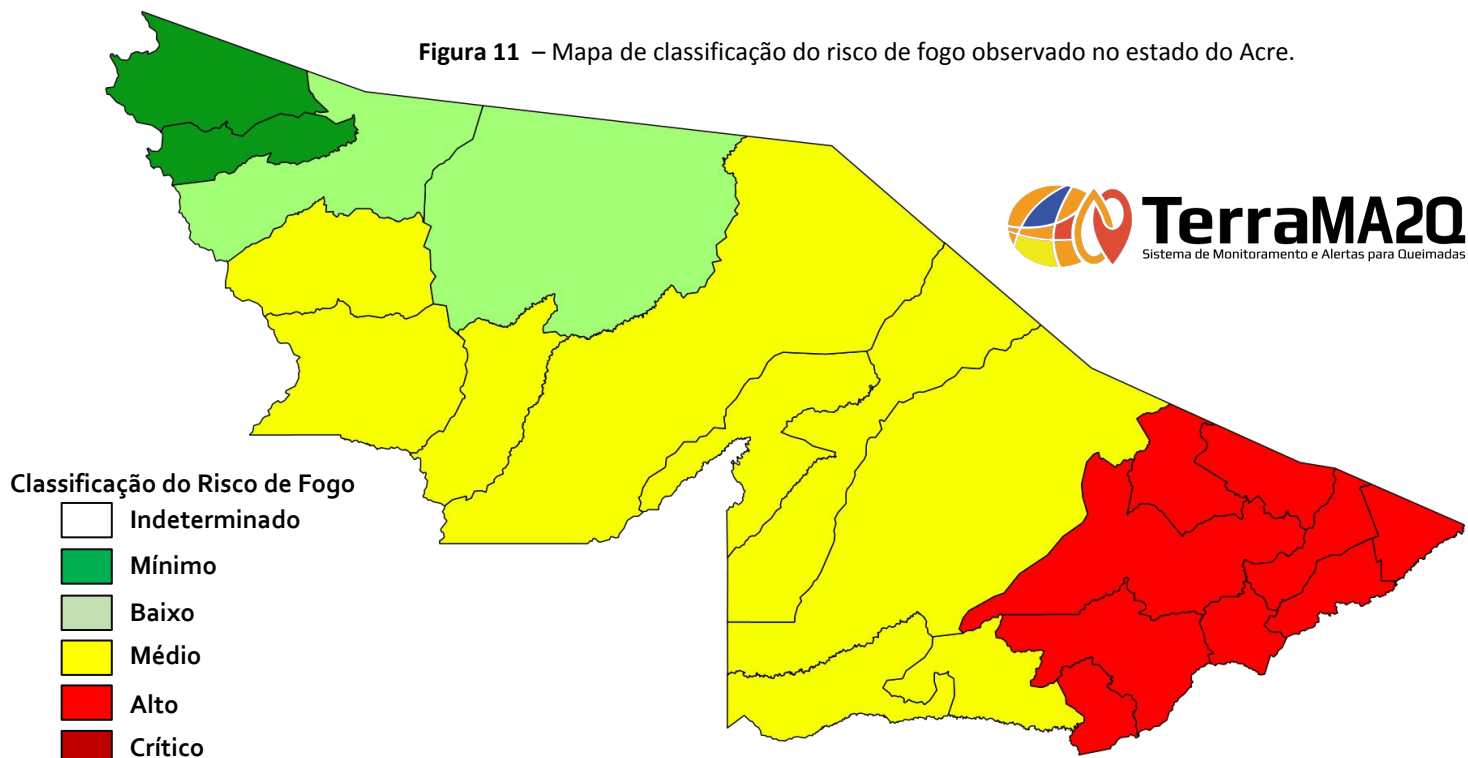 Figura 11 – Mapa de classificação do risco de fogo observado no estado do Acre.
TerraMA2Q
Sistema de Monitoramento e Alertas para Queimadas
Classificação do Risco de Fogo
Indeterminado
Mínimo
Baixo
Médio
Alto
Crítico